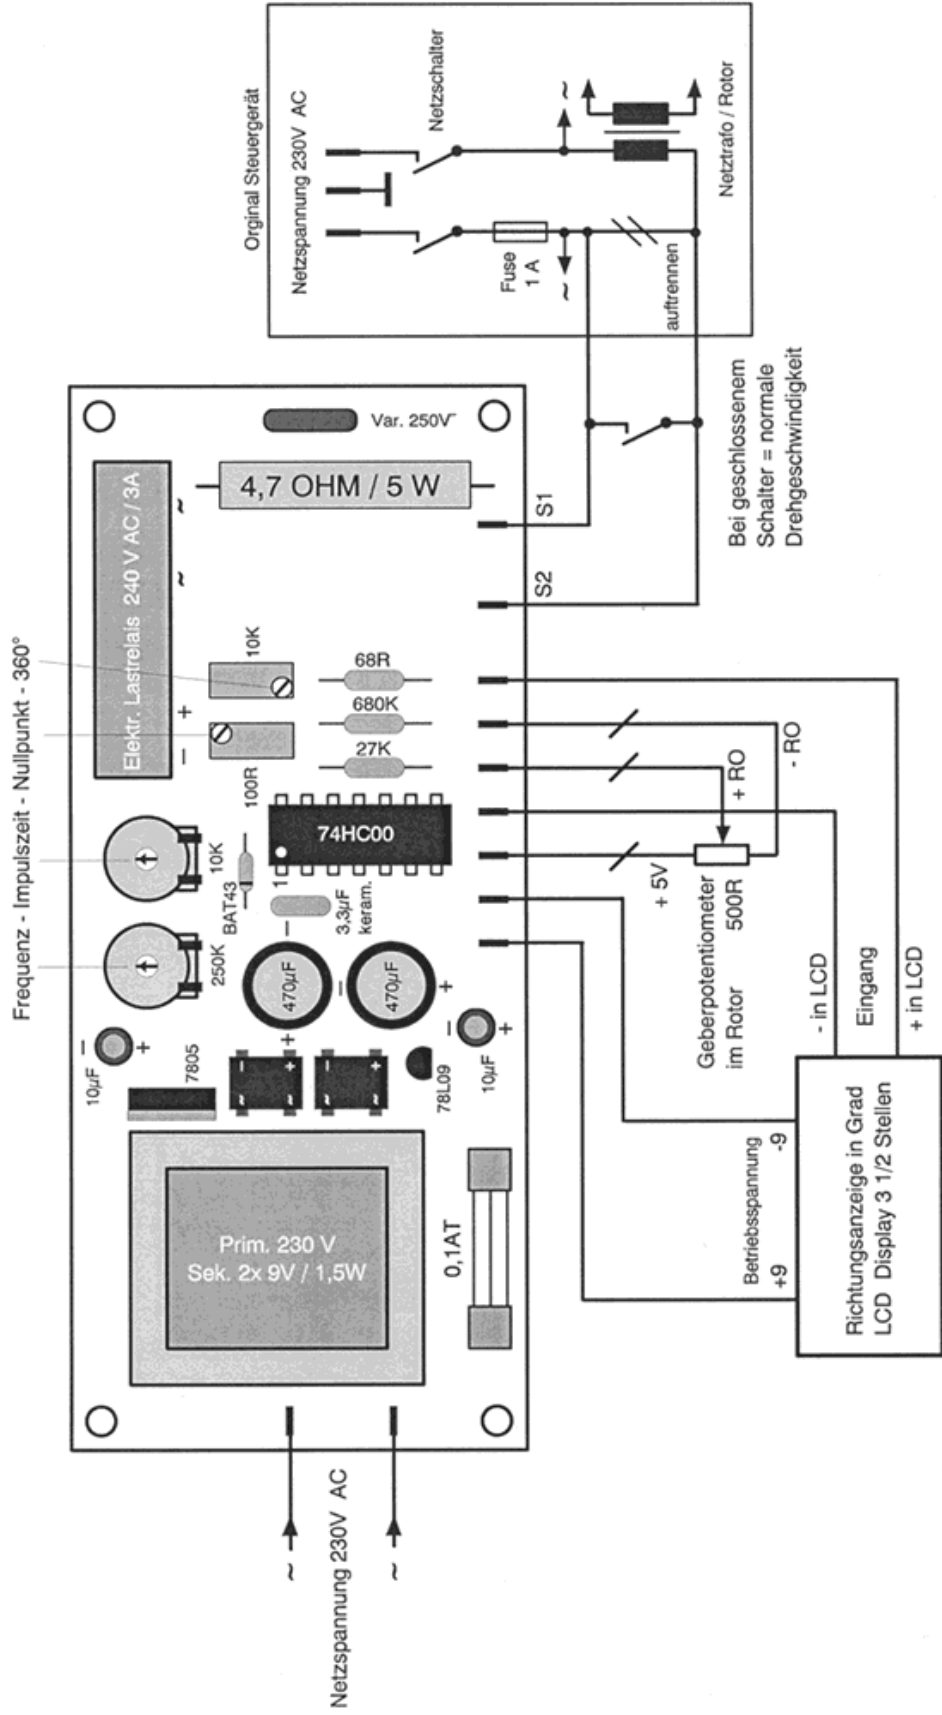 Frequenz - Impulszeit - Nullpunkt - 360°
Orginal Steuergerät
Netzspannung 230V AC
Netzschalter
Fuse
1 A
~
~
auftrennen
Netztrafo / Rotor
Elektr. Lastrelais 240 V AC / 3A
- +
~ ~
Var. 250V~
4,7 OHM / 5 W
10K
100R
68R
680K
27K
10K
250K
BAT43
1
74HC00
3,3µF
keram.
-
470µF
+
-
470µF
+
- 10µF +
7805
~ -
~ +
~ -
~ +
78L09
- 10µF +
Prim. 230 V
Sek. 2x 9V / 1,5W
0,1AT
~
Netzspannung 230V AC
~
S1
S2
Bei geschlossenem
Schalter = normale
Drehgeschwindigkeit
+ 5V
+ RO
- RO
Geberpotentiometer
im Rotor 500R
- in LCD
Eingang
+ in LCD
Betriebsspannung
+9 -9
Richtungsanzeige in Grad
LCD Display 3 1/2 Stellen